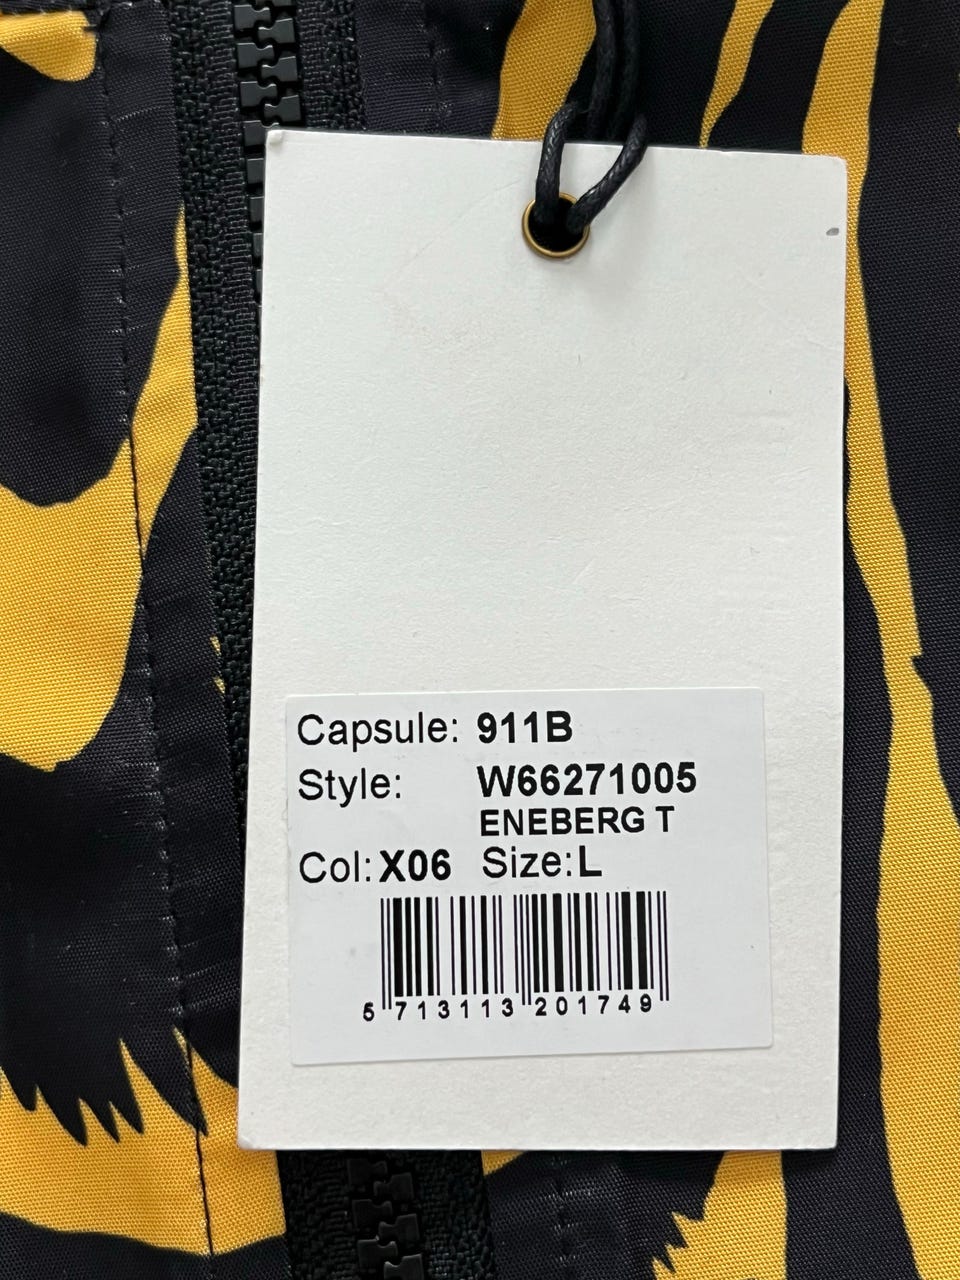 Capsule: 911B
Style: W66271005
ENEBERG T
Col: X06 Size: L
5 713113 201749